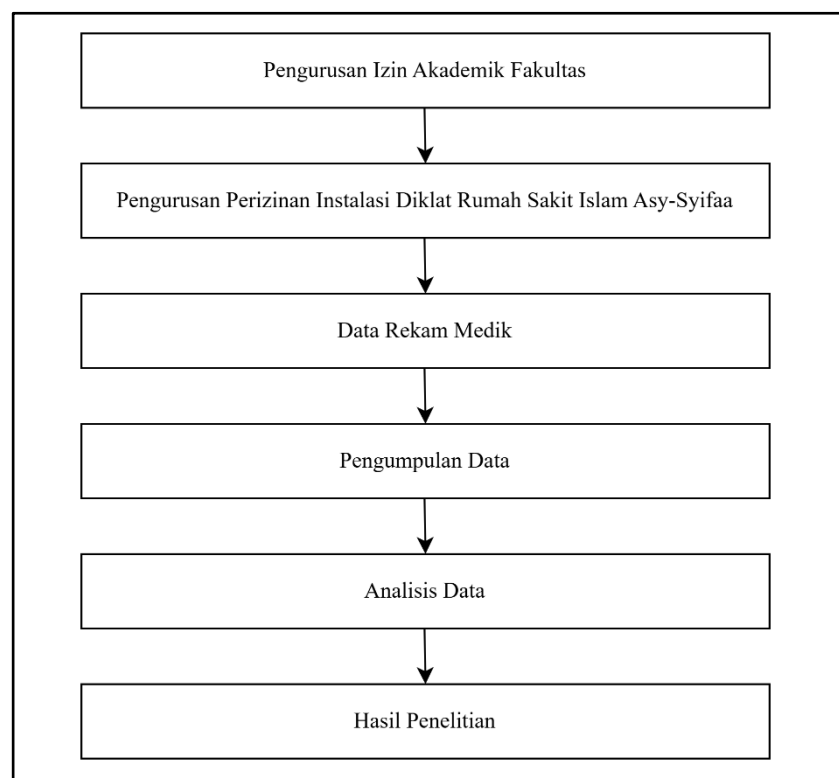 Pengurusan Izin Akademik Fakultas
Pengurusan Perizinan Instalasi Diklat Rumah Sakit Islam Asy-Syifaa
Data Rekam Medik
Pengumpulan Data
Analisis Data
Hasil Penelitian